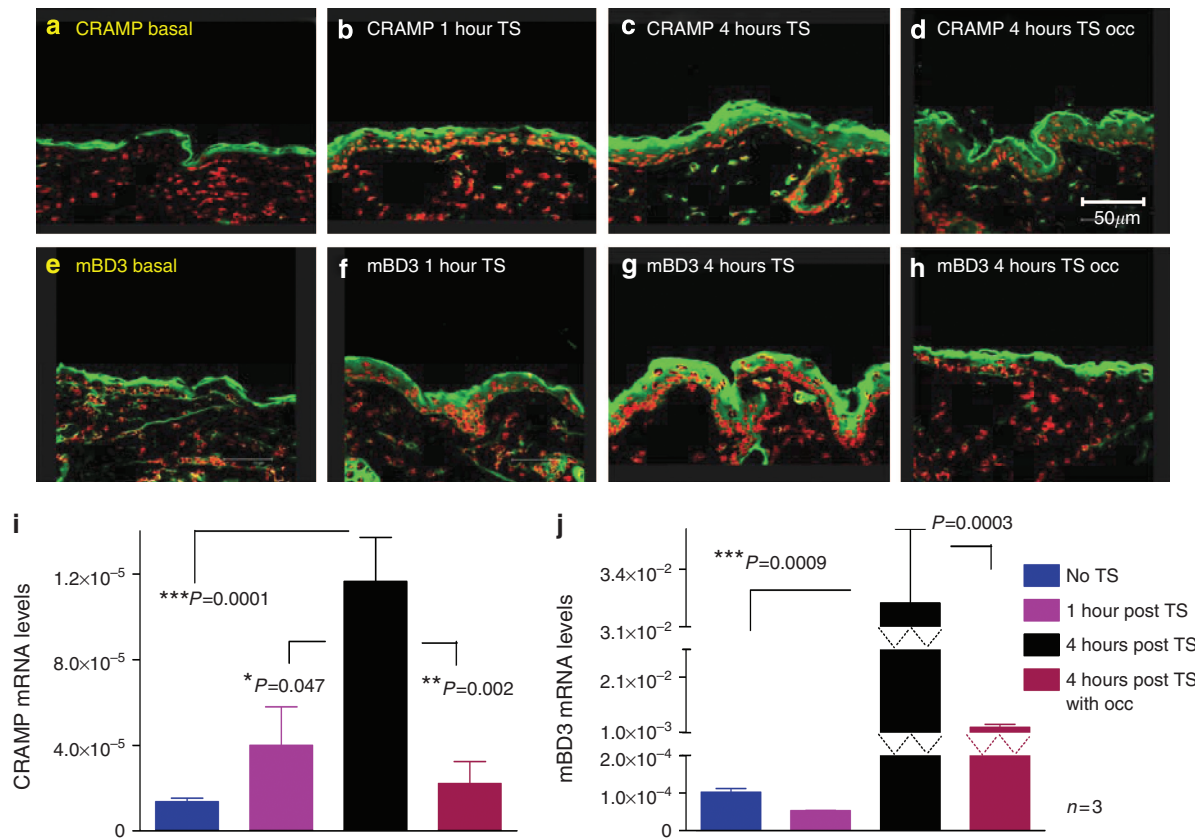 a CRAMP basal
b CRAMP 1 hour TS
c CRAMP 4 hours TS
d CRAMP 4 hours TS occ
50μm
e mBD3 basal
f mBD3 1 hour TS
g mBD3 4 hours TS
h mBD3 4 hours TS occ
i
CRAMP mRNA levels
1.2×10⁻⁵
8.0×10⁻⁵
4.0×10⁻⁵
0
***P=0.0001
*P=0.047
**P=0.002
j
mBD3 mRNA levels
3.4×10⁻²
3.1×10⁻²
2.1×10⁻²
1.0×10⁻³
2.0×10⁻⁴
1.0×10⁻⁴
0
***P=0.0009
P=0.0003
No TS
1 hour post TS
4 hours post TS
4 hours post TS
with occ
n=3